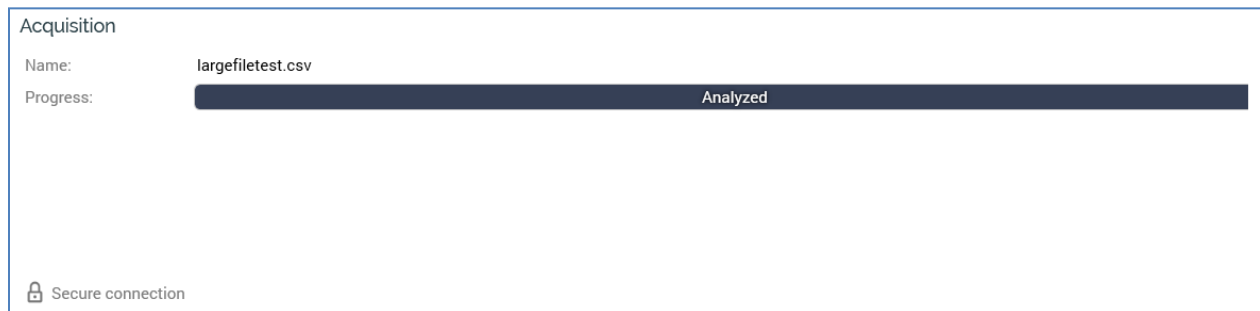 Acquisition
Name: largefiletest.csv
Progress: Analyzed
Secure connection